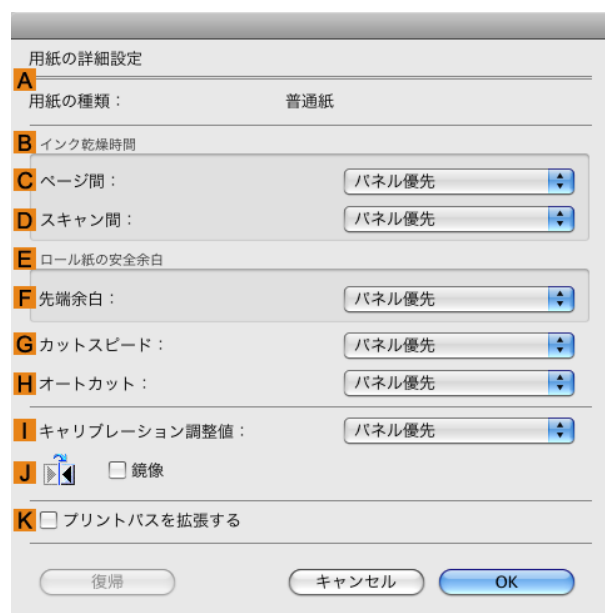 用紙の詳細設定
A
用紙の種類： 普通紙
B インク乾燥時間
C ページ間： パネル優先
D スキャン間： パネル優先
E ロール紙の安全余白
F 先端余白： パネル優先
G カットスピード： パネル優先
H オートカット： パネル優先
I キャリブレーション調整値： パネル優先
J 鏡像
K プリントパスを拡張する
復帰 キャンセル OK